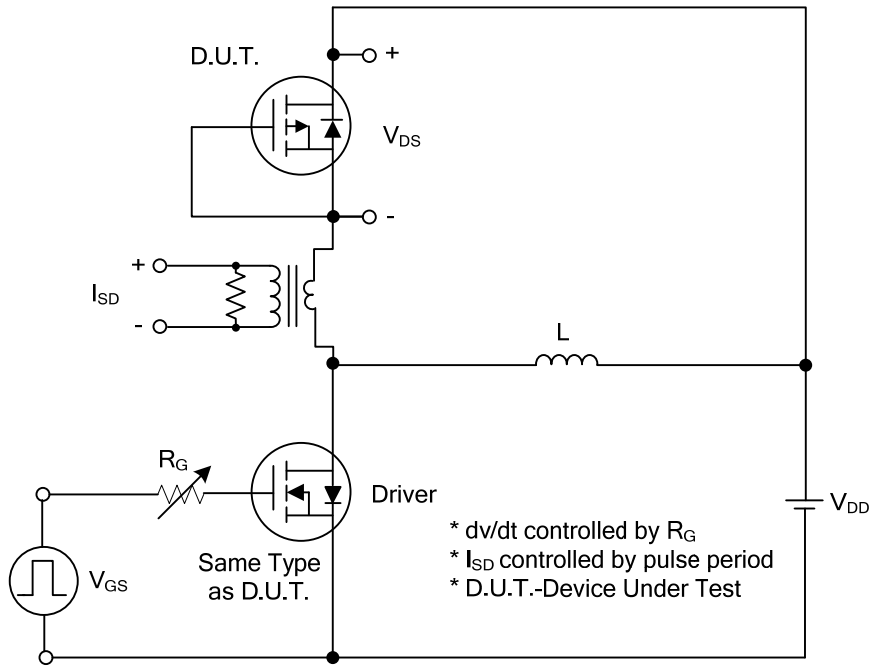 D.U.T.
+
VDS
-
+
ISD
-
L
RG
Driver
VDD
VGS
Same Type
as D.U.T.
* dv/dt controlled by RG
* ISD controlled by pulse period
* D.U.T.-Device Under Test